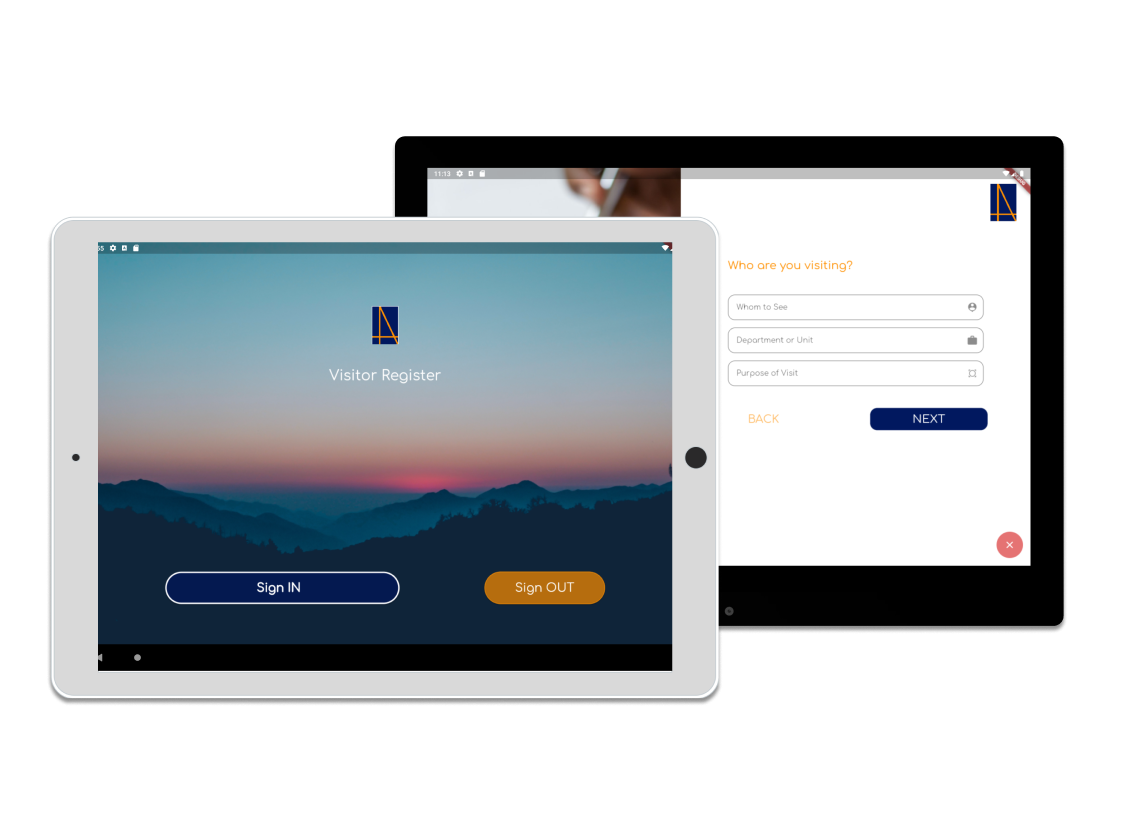 11:13
Who are you visiting?
Whom to See
Department or Unit
Purpose of Visit
BACK
NEXT
55
Visitor Register
Sign IN
Sign OUT